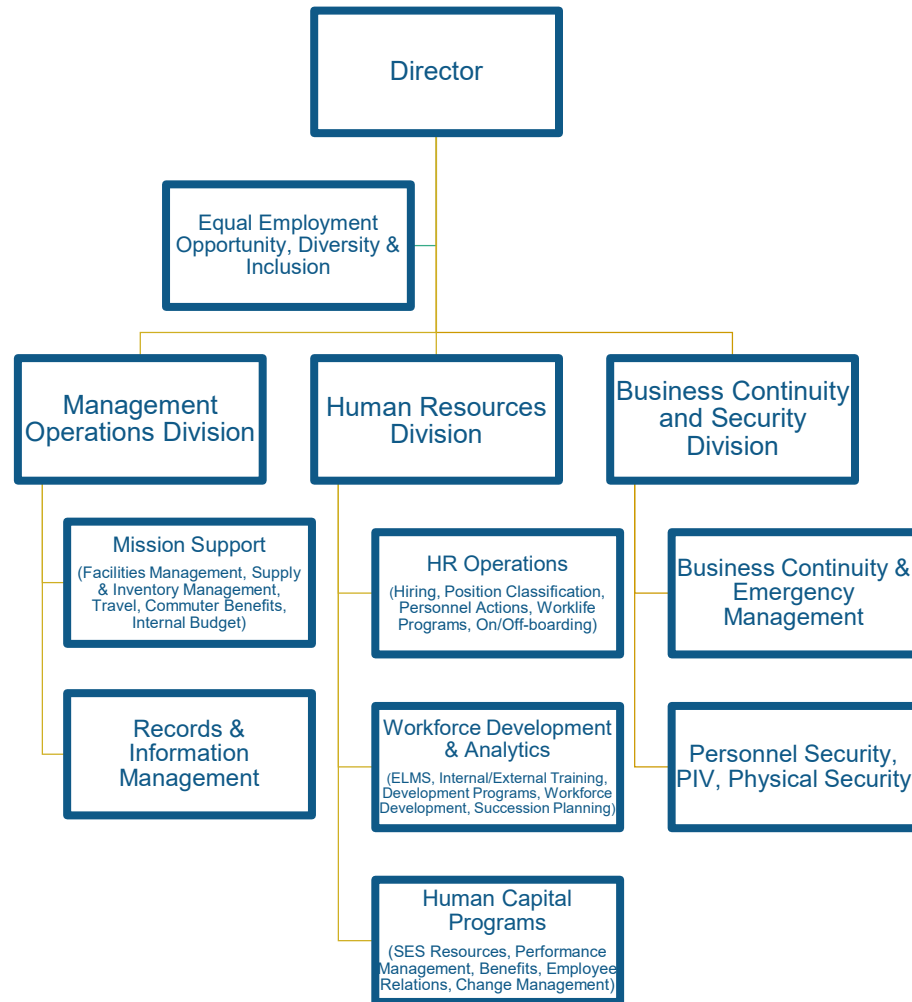 Director
Equal Employment
Opportunity, Diversity &
Inclusion
Management
Operations Division
Human Resources
Division
Business Continuity
and Security
Division
Mission Support
(Facilities Management, Supply
& Inventory Management,
Travel, Commuter Benefits,
Internal Budget)
Records &
Information
Management
HR Operations
(Hiring, Position Classification,
Personnel Actions, Worklife
Programs, On/Off-boarding)
Workforce Development
& Analytics
(ELMS, Internal/External Training,
Development Programs, Workforce
Development, Succession Planning)
Human Capital
Programs
(SES Resources, Performance
Management, Benefits, Employee
Relations, Change Management)
Business Continuity &
Emergency
Management
Personnel Security,
PIV, Physical Security